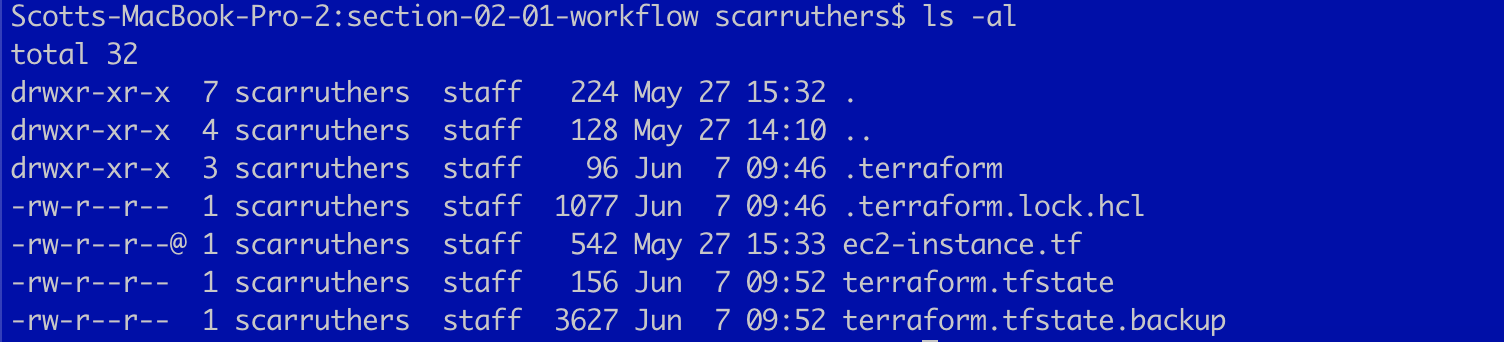 Scotts-MacBook-Pro-2:section-02-01-workflow scarruthers$ ls -al
total 32
drwxr-xr-x  7 scarruthers  staff   224 May 27 15:32 .
drwxr-xr-x  4 scarruthers  staff   128 May 27 14:10 ..
drwxr-xr-x  3 scarruthers  staff    96 Jun  7 09:46 .terraform
-rw-r--r--  1 scarruthers  staff  1077 Jun  7 09:46 .terraform.lock.hcl
-rw-r--r--@ 1 scarruthers  staff   542 May 27 15:33 ec2-instance.tf
-rw-r--r--  1 scarruthers  staff   156 Jun  7 09:52 terraform.tfstate
-rw-r--r--  1 scarruthers  staff  3627 Jun  7 09:52 terraform.tfstate.backup